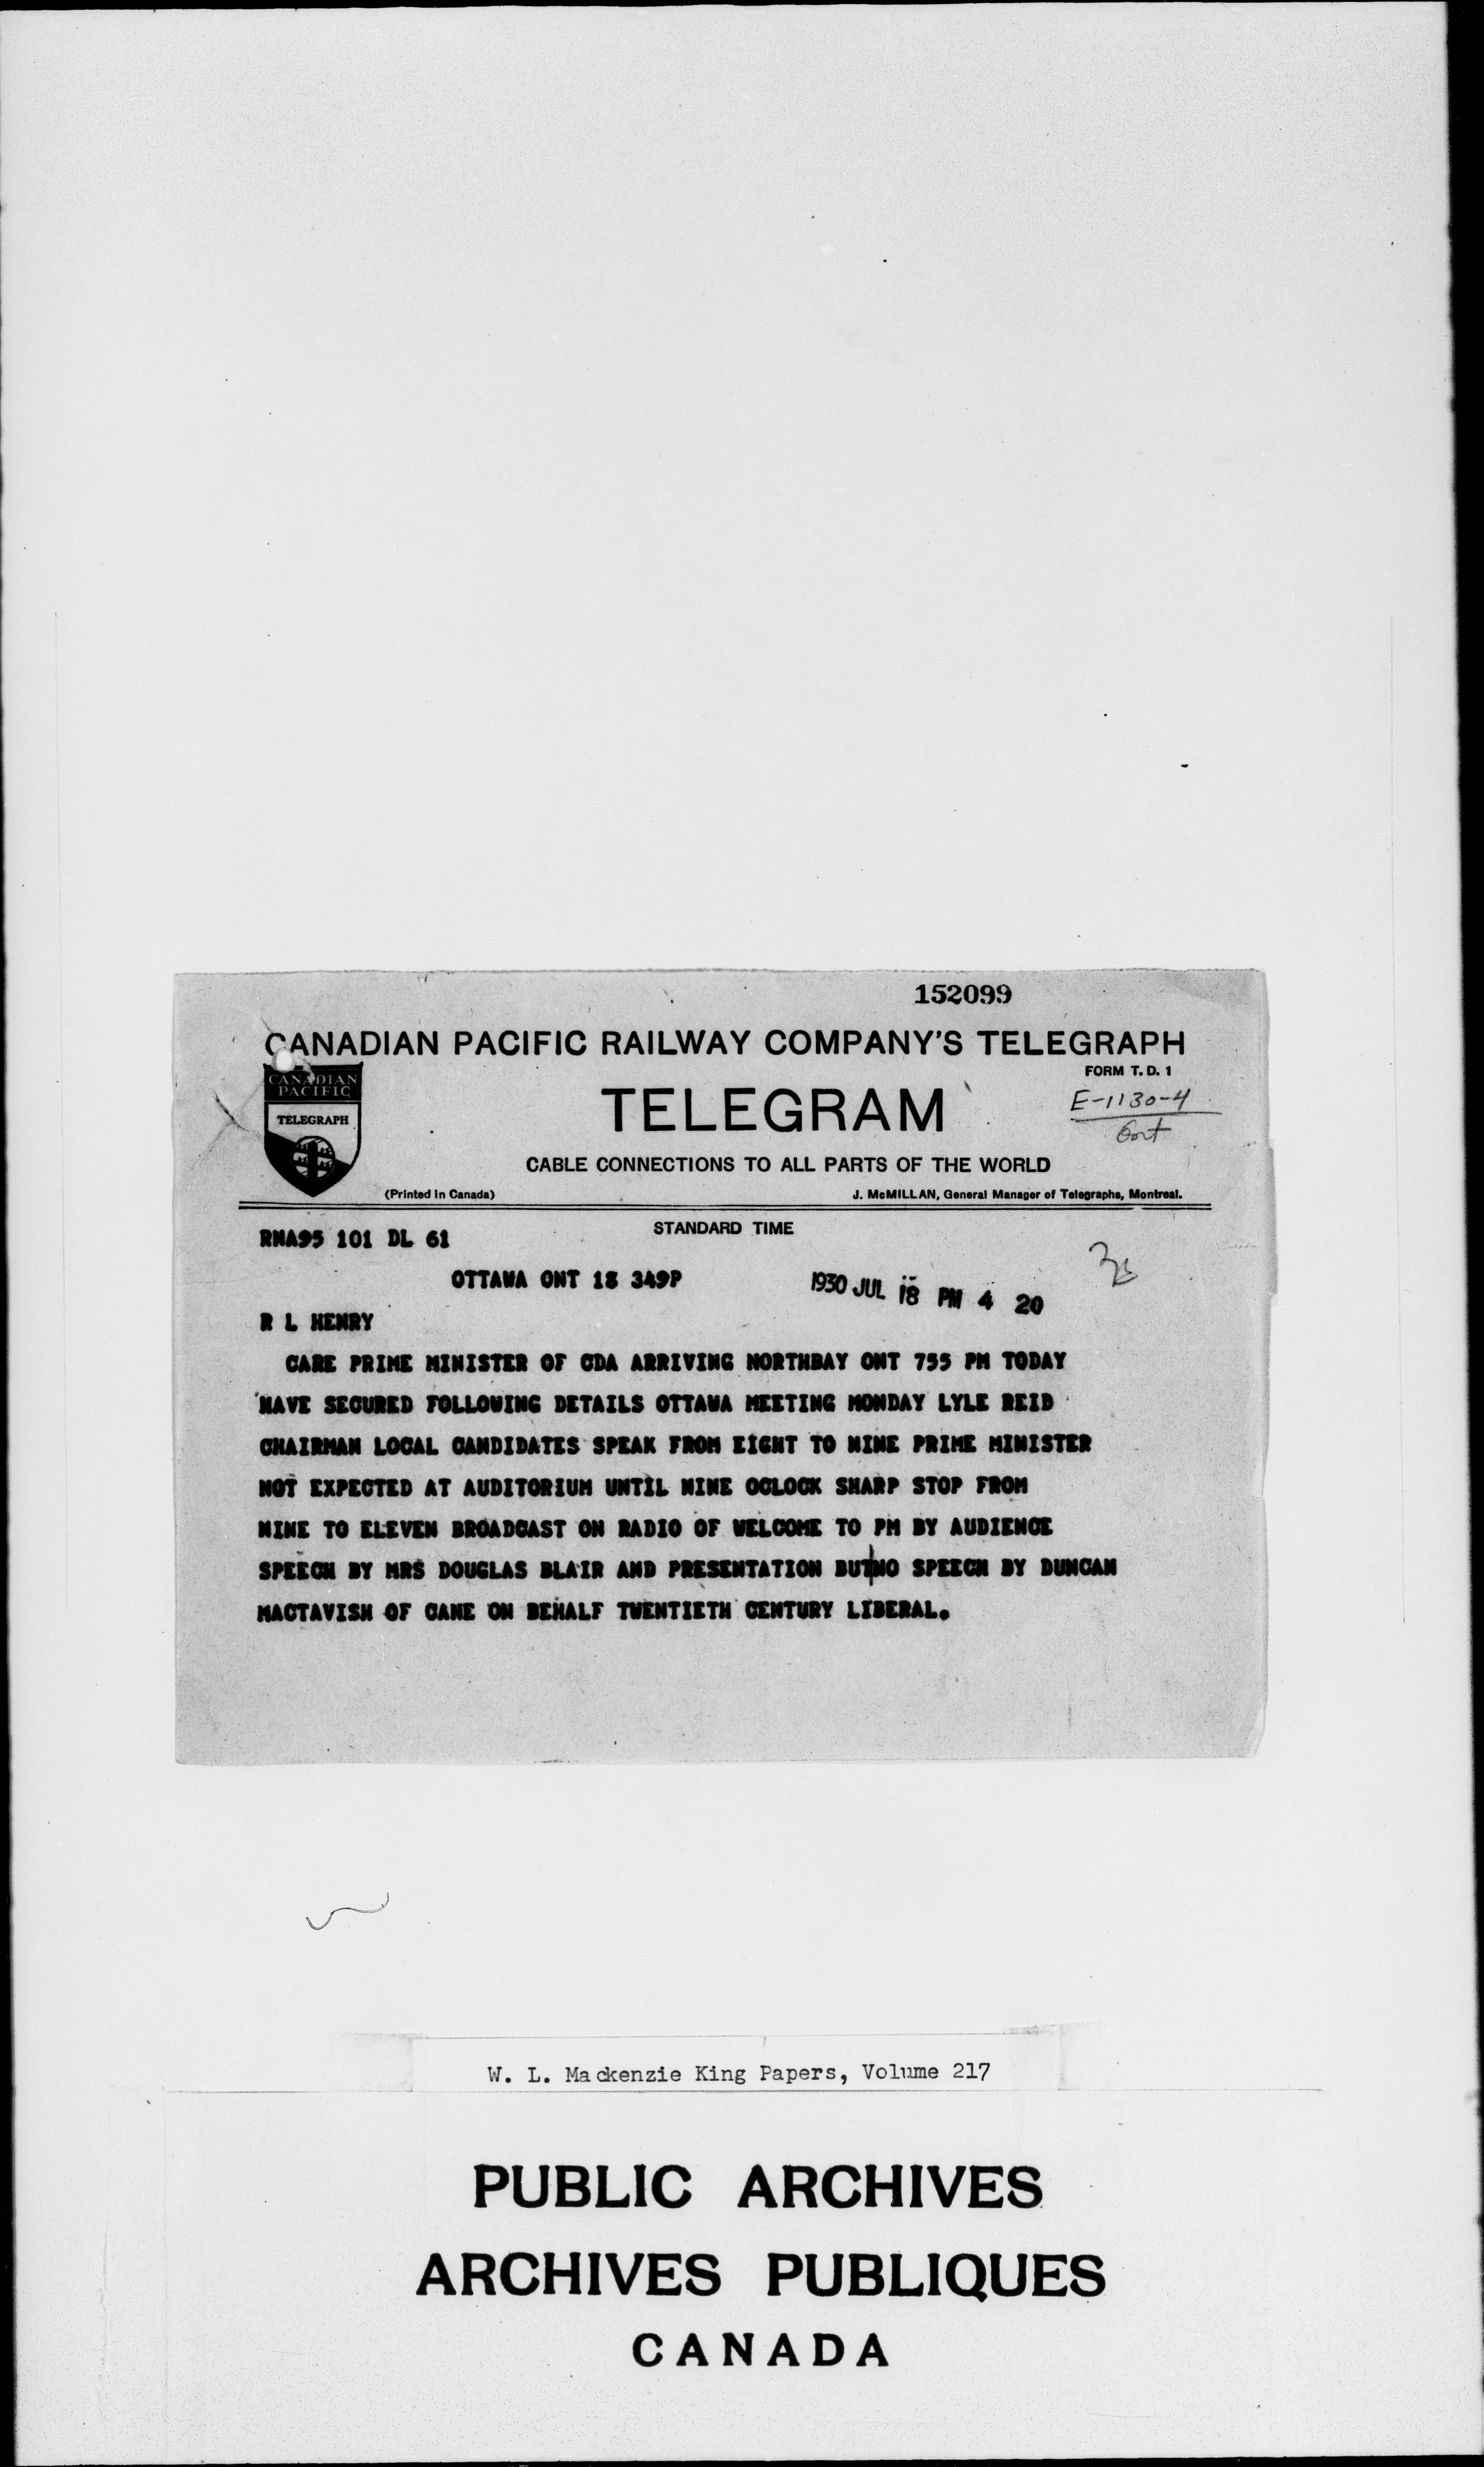 152099
CANADIAN PACIFIC RAILWAY COMPANY'S TELEGRAPH
FORM T. D. 1
CANADIAN
PACIFIC
TELEGRAPH
TELEGRAM
E-1130-4
CABLE CONNECTIONS TO ALL PARTS OF THE WORLD
(Printed in Canada)
J. McMILLAN, General Manager of Telegraphs, Montreal.
STANDARD TIME
RNA95 101 DL 61
OTTAWA ONT 18 349P
1930 JUL 18 PM 4 20
R L HENRY
CARE PRIME MINISTER OF CDA ARRIVING NORTHBAY ONT 755 PM TODAY
HAVE SECURED FOLLOWING DETAILS OTTAWA MEETING MONDAY LYLE REID
CHAIRMAN LOCAL CANDIDATES SPEAK FROM EIGHT TO NINE PRIME MINISTER
NOT EXPECTED AT AUDITORIUM UNTIL NINE OCLOCK SHARP STOP FROM
NINE TO ELEVEN BROADCAST ON RADIO OF WELCOME TO PM BY AUDIENCE
SPEECH BY MRS DOUGLAS BLAIR AND PRESENTATION BUT|NO SPEECH BY DUNCAN
MACTAVISH OF CANE ON BEHALF TWENTIETH CENTURY LIBERAL.
W. L. Mackenzie King Papers, Volume 217
PUBLIC ARCHIVES
ARCHIVES PUBLIQUES
CANADA